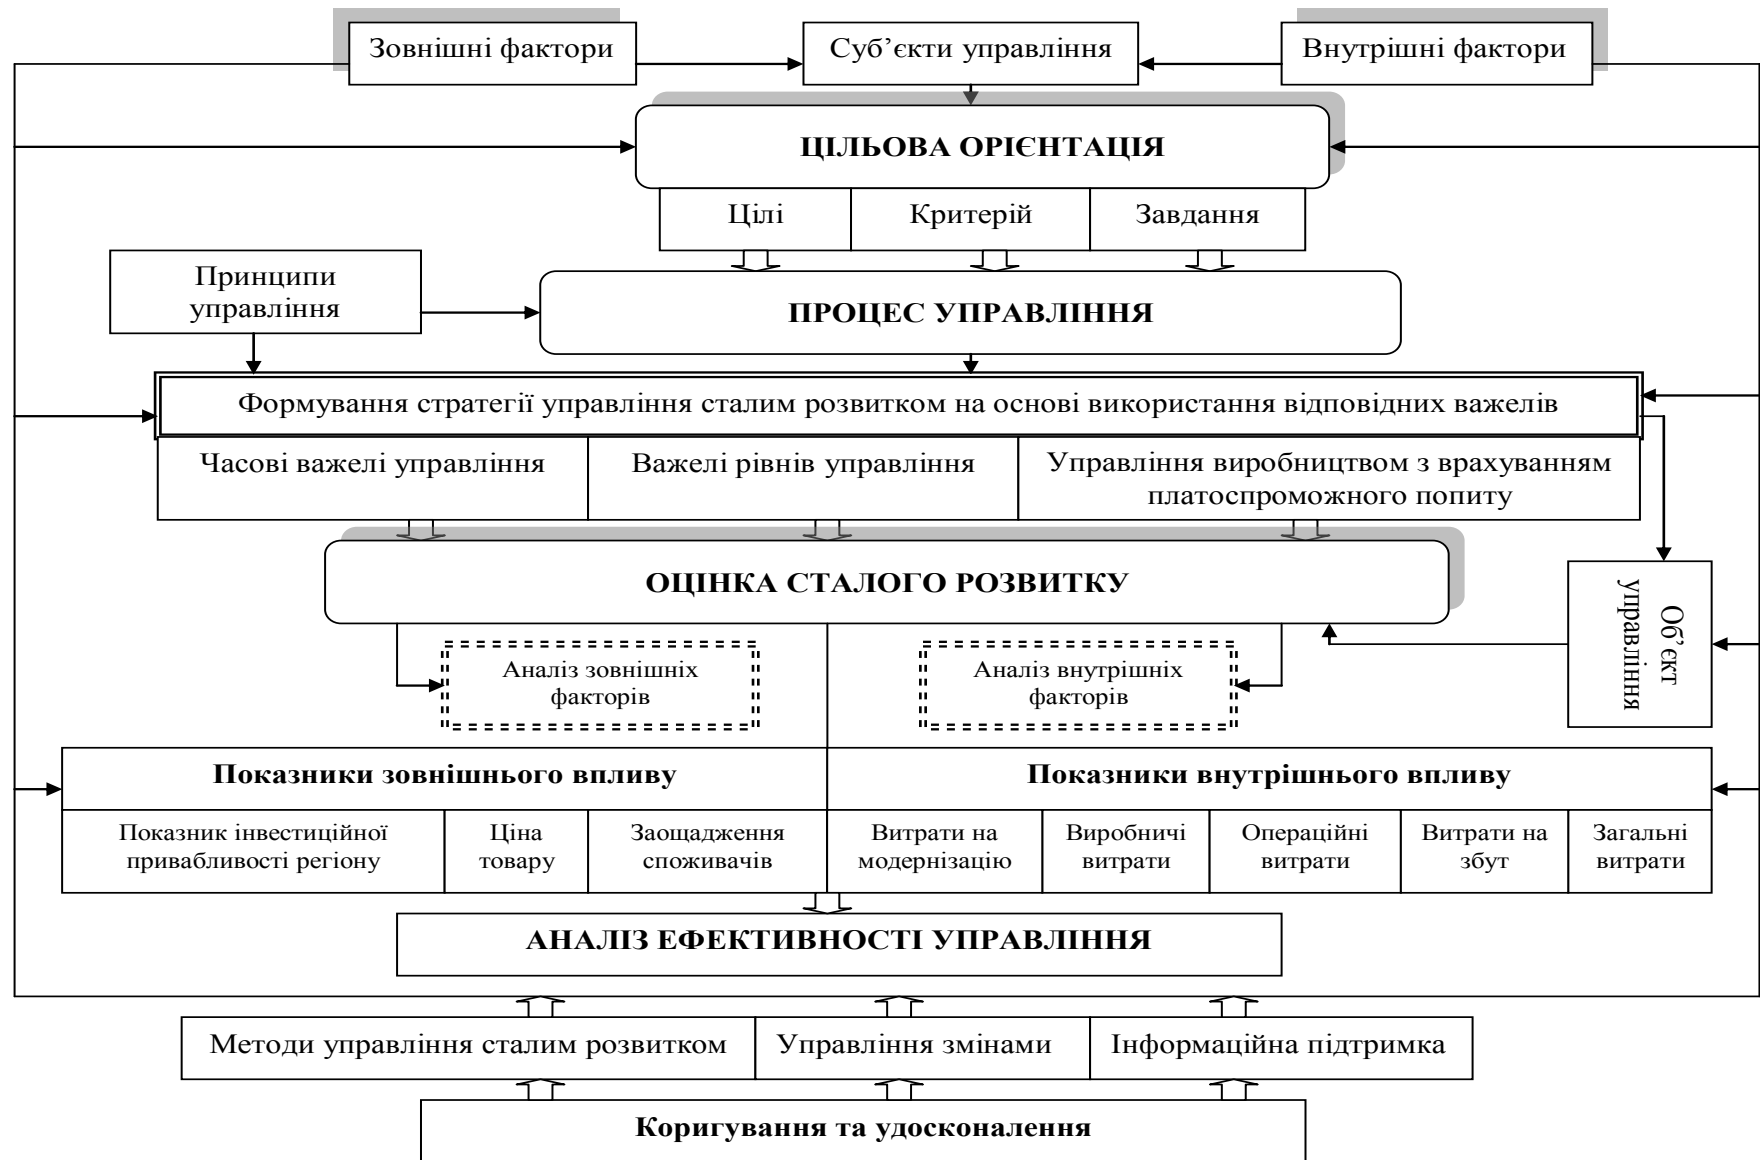 Зовнішні фактори
Суб’єкти управління
Внутрішні фактори
ЦІЛЬОВА ОРІЄНТАЦІЯ
Цілі
Критерій
Завдання
Принципи
управління
ПРОЦЕС УПРАВЛІННЯ
Формування стратегії управління сталим розвитком на основі використання відповідних важелів
Часові важелі управління
Важелі рівнів управління
Управління виробництвом з врахуванням
платоспроможного попиту
ОЦІНКА СТАЛОГО РОЗВИТКУ
Об’єкт
управління
Аналіз зовнішніх
факторів
Аналіз внутрішніх
факторів
Показники зовнішнього впливу
Показники внутрішнього впливу
Показник інвестиційної
привабливості регіону
Ціна
товару
Заощадження
споживачів
Витрати на
модернізацію
Виробничі
витрати
Операційні
витрати
Витрати на
збут
Загальні
витрати
АНАЛІЗ ЕФЕКТИВНОСТІ УПРАВЛІННЯ
Методи управління сталим розвитком
Управління змінами
Інформаційна підтримка
Коригування та удосконалення